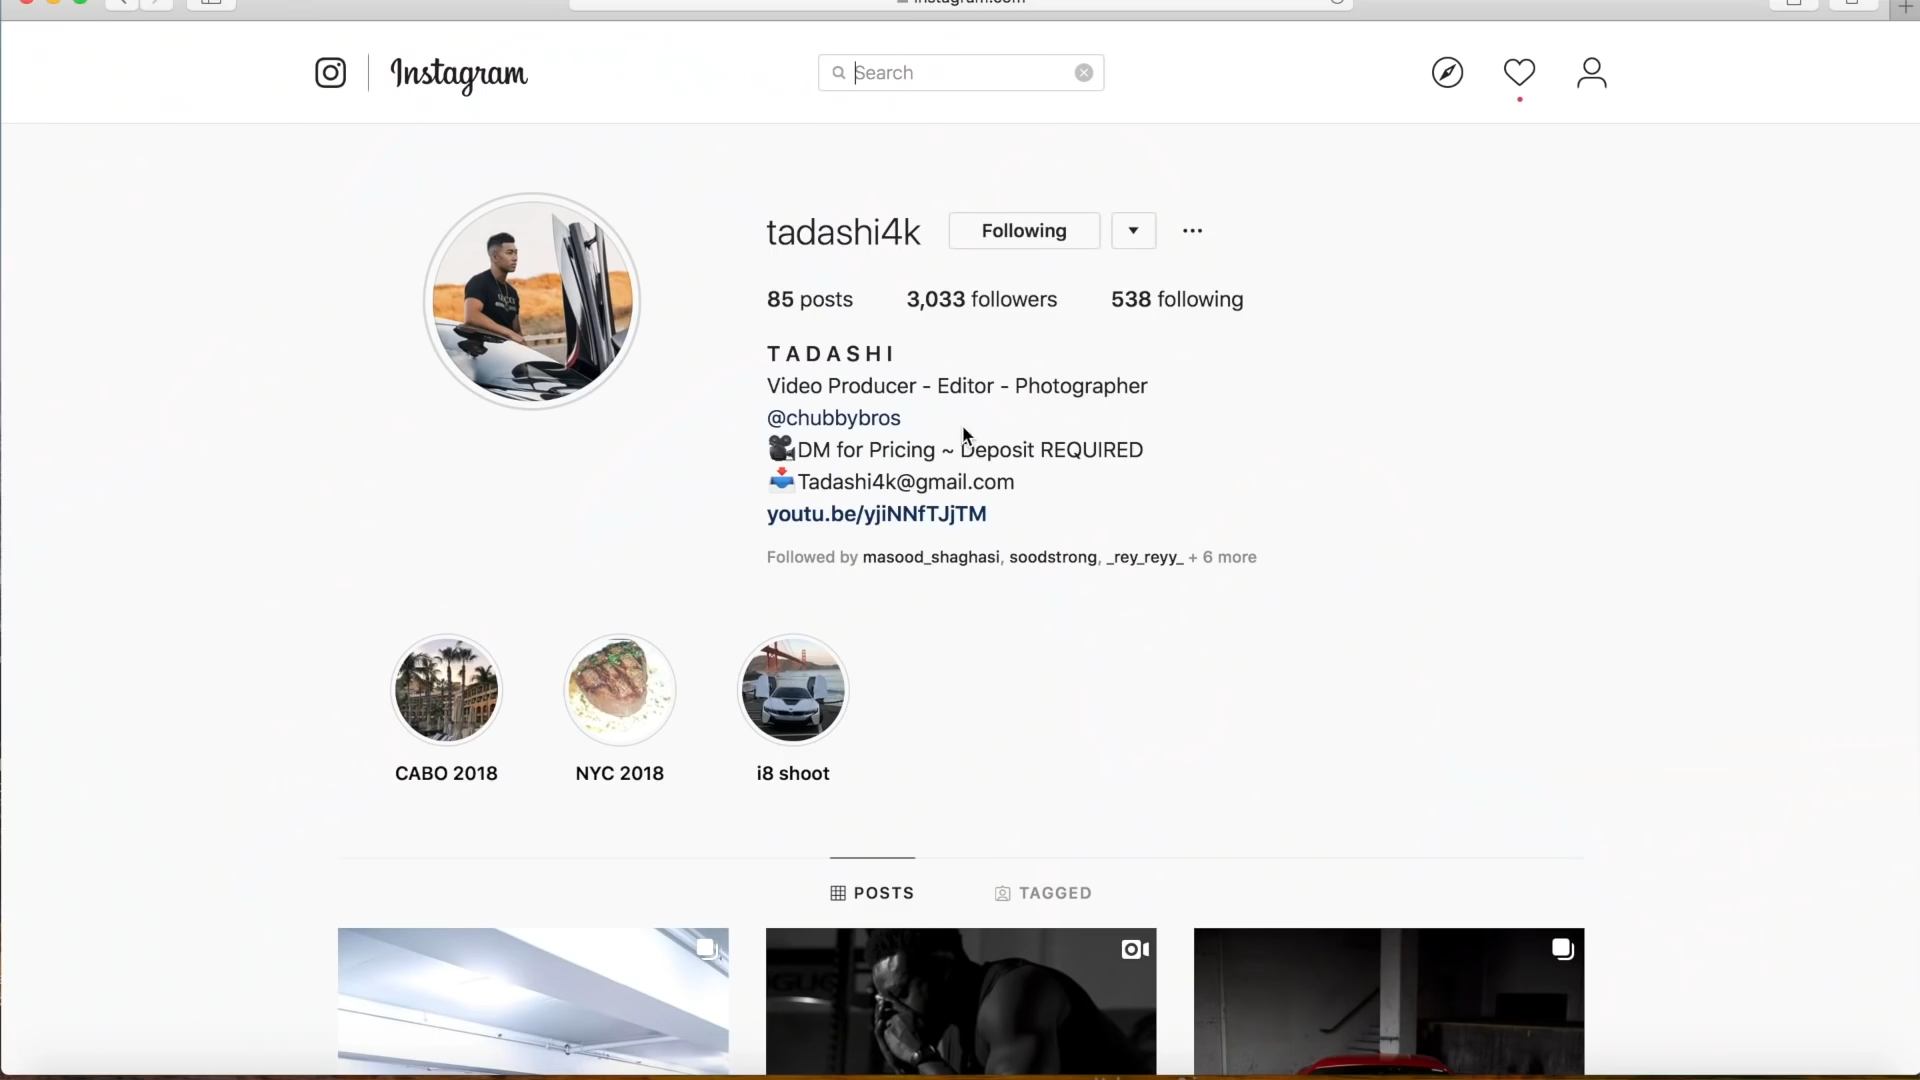 instagram.com
Instagram
Search
tadashi4k
Following
85 posts
3,033 followers
538 following
T A D A S H I
Video Producer - Editor - Photographer
@chubbybros
DM for Pricing ~ Deposit REQUIRED
Tadashi4k@gmail.com
youtu.be/yjiNNfTJjTM
Followed by masood_shaghasi, soodstrong, _rey_reyy_ + 6 more
CABO 2018
NYC 2018
i8 shoot
POSTS
TAGGED